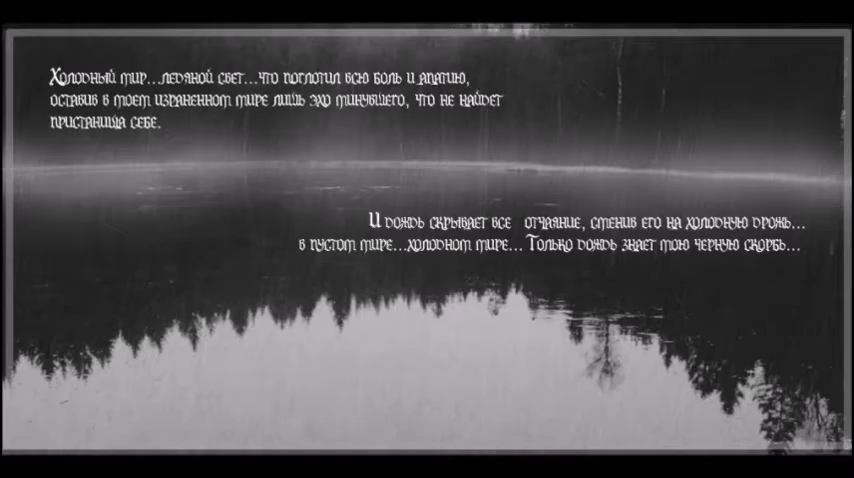 Холодный мир...ледяной свет...что поглотил всю боль и апатию,
оставив в моем израненном мире лишь эхо минувшего, что не найдет
пристанища себе.
И дождь скрывает все отчаяние, сменив его на холодную дрожь...
в пустом мире...холодном мире... Только дождь знает мою черную скорбь...